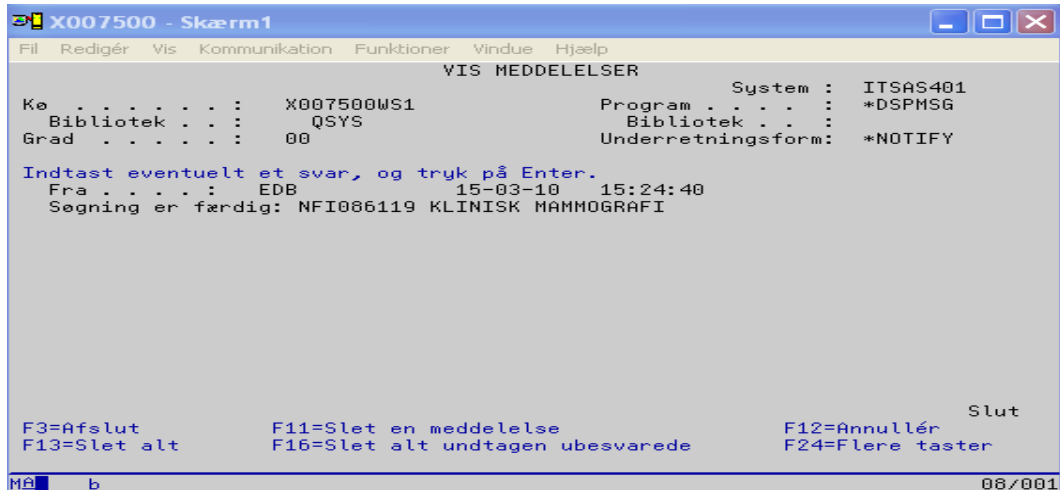 X007500 - Skærm1
Fil Redigér Vis Kommunikation Funktioner Vindue Hjælp
VIS MEDDELELSER
System : ITSAS401
Kø . . . . . . : X007500WS1 Program . . . . : *DSPMSG
Bibliotek . . : QSYS Bibliotek . . :
Grad . . . . . : 00 Underretningsform: *NOTIFY
Indtast eventuelt et svar, og tryk på Enter.
Fra . . . . : EDB 15-03-10 15:24:40
Søgning er færdig: NFI086119 KLINISK MAMMOGRAFI
Slut
F3=Afslut F11=Slet en meddelelse F12=Annullér
F13=Slet alt F16=Slet alt undtagen ubesvarede F24=Flere taster
MA b 08/001